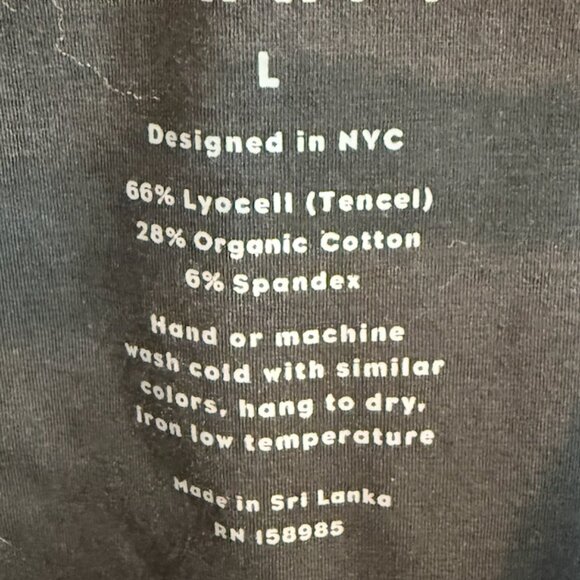 L
Designed in NYC
66% Lyocell (Tencel)
28% Organic Cotton
6% Spandex
Hand or machine
wash cold with similar
colors, hang to dry,
Iron low temperature
Made in Sri Lanka
RN 158985